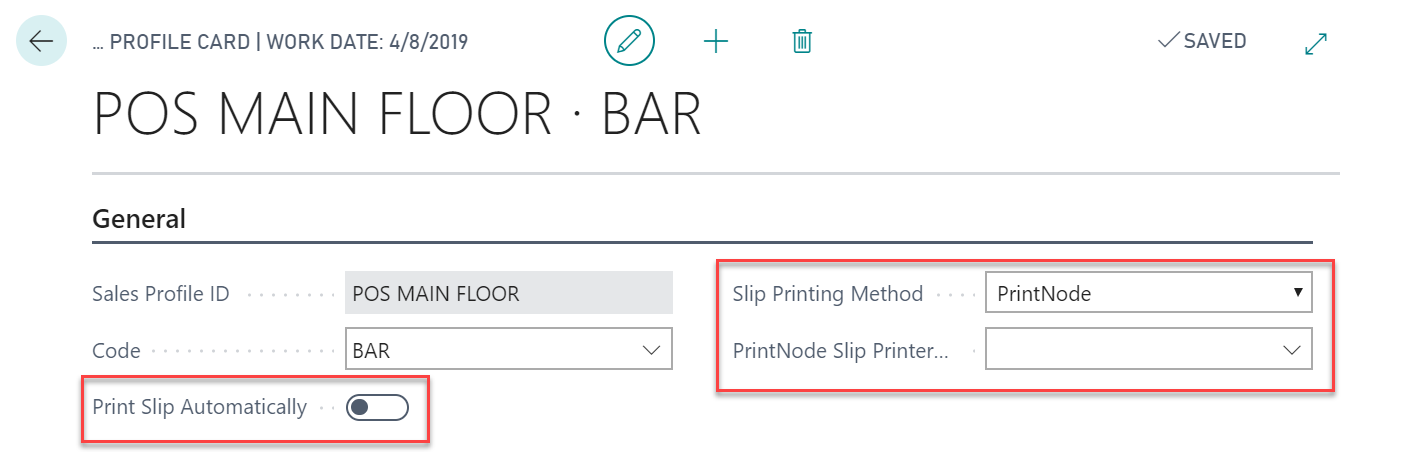 ... PROFILE CARD | WORK DATE: 4/8/2019
SAVED
POS MAIN FLOOR · BAR
General
Sales Profile ID
POS MAIN FLOOR
Slip Printing Method
PrintNode
Code
BAR
PrintNode Slip Printer...
Print Slip Automatically